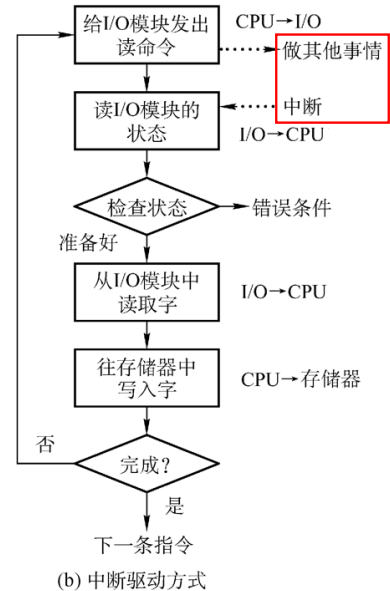 给I/O模块发出
读命令
CPU→I/O
做其他事情
中断
读I/O模块的
状态
I/O→CPU
检查状态
错误条件
准备好
从I/O模块中
读取字
I/O→CPU
往存储器中
写入字
CPU→存储器
否
完成？
是
下一条指令
(b) 中断驱动方式